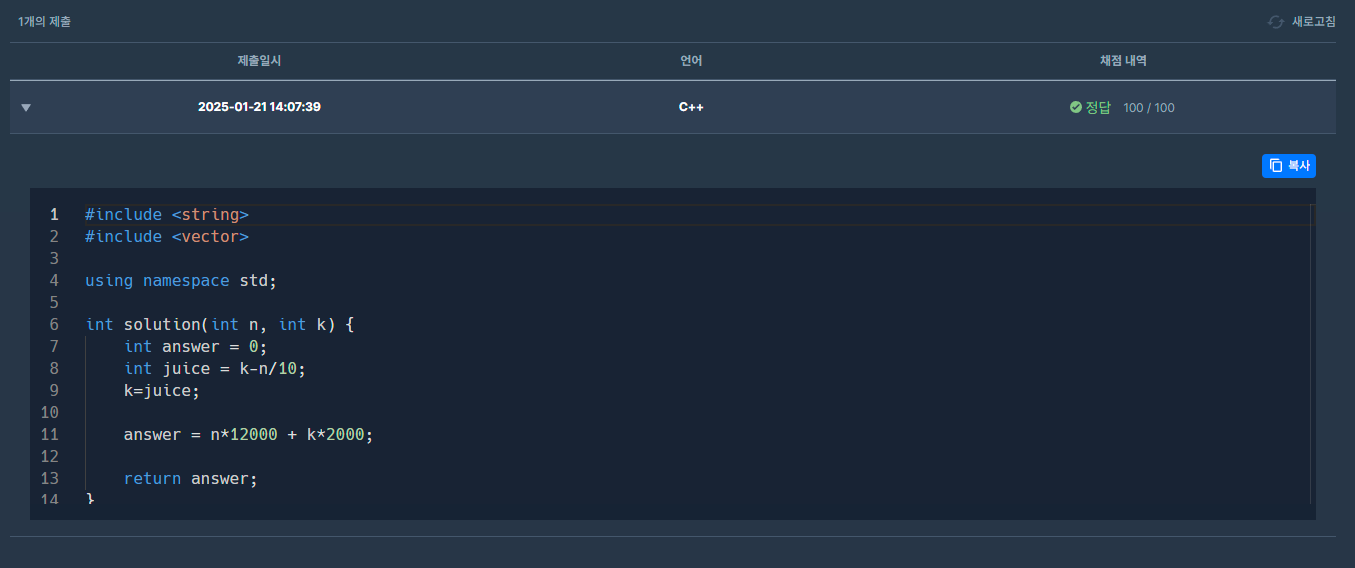 1개의 제출
새로고침
제출일시 언어 채점 내역
2025-01-21 14:07:39 C++ 정답 100 / 100
복사
1 #include <string>
2 #include <vector>
3
4 using namespace std;
5
6 int solution(int n, int k) {
7     int answer = 0;
8     int juice = k-n/10;
9     k=juice;
10
11     answer = n*12000 + k*2000;
12
13     return answer;
14 }